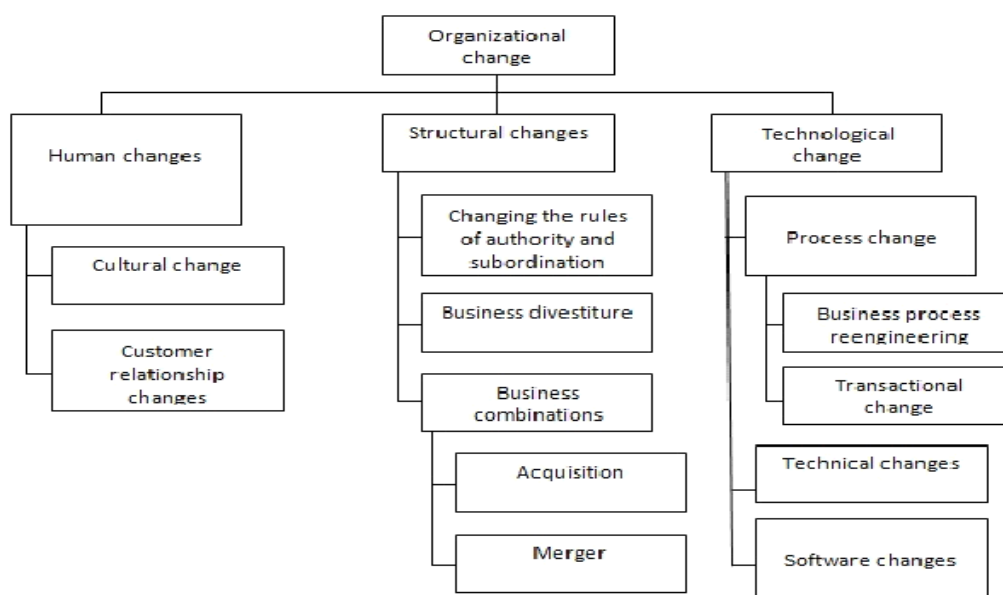 Organizational
change
Human changes
Structural changes
Technological
change
Cultural change
Customer
relationship
changes
Changing the rules
of authority and
subordination
Business divestiture
Business
combinations
Acquisition
Merger
Process change
Business process
reengineering
Transactional
change
Technical changes
Software changes